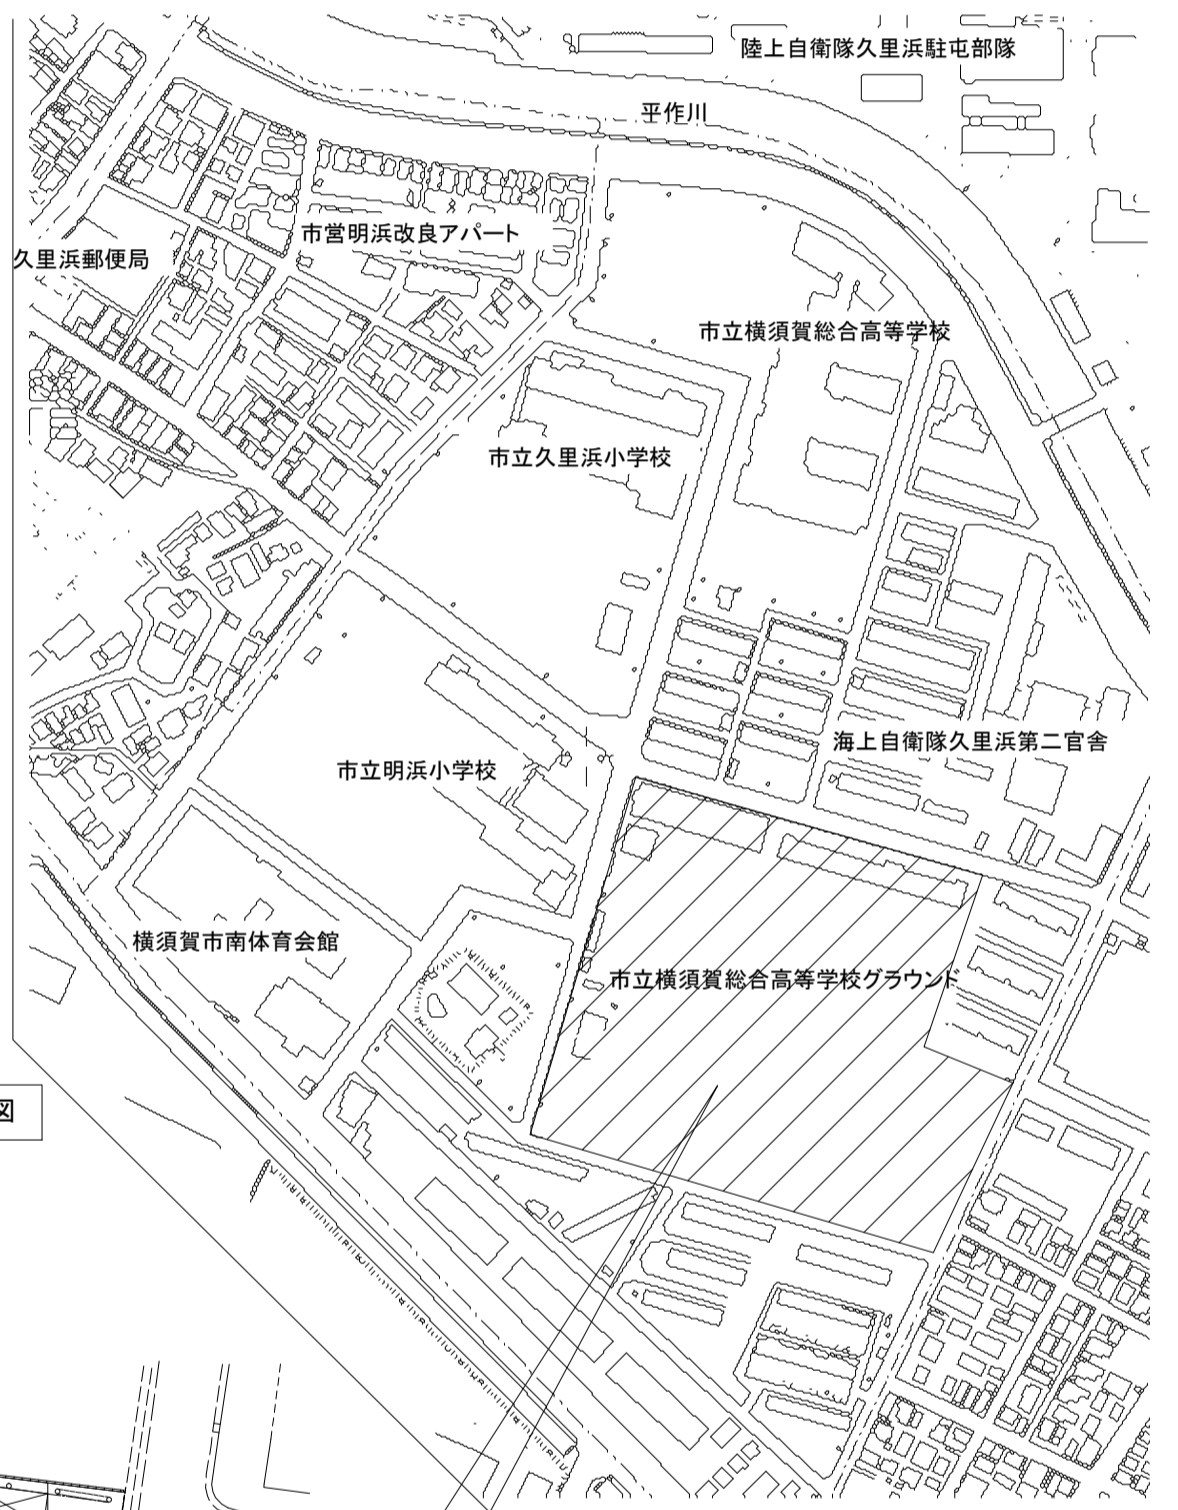 陸上自衛隊久里浜駐屯部隊
平作川
市営明浜改良アパート
久里浜郵便局
市立横須賀総合高等学校
市立久里浜小学校
海上自衛隊久里浜第二官舎
市立明浜小学校
横須賀市南体育会館
市立横須賀総合高等学校グラウンド
図